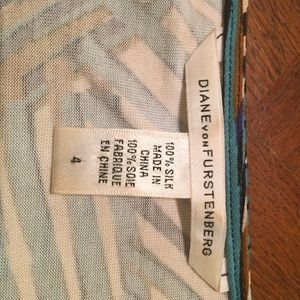 DIANE VON FURSTENBERG
100% SILK
MADE IN
CHINA
100% SOIE
FABRIQUE
EN CHINE
4